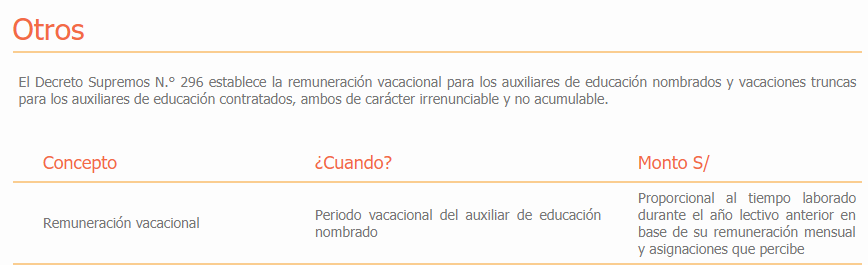 Otros
El Decreto Supremos N.° 296 establece la remuneración vacacional para los auxiliares de educación nombrados y vacaciones truncas
para los auxiliares de educación contratados, ambos de carácter irrenunciable y no acumulable.
Concepto
¿Cuando?
Monto S/
Remuneración vacacional
Periodo vacacional del auxiliar de educación
nombrado
Proporcional al tiempo laborado
durante el año lectivo anterior en
base de su remuneración mensual
y asignaciones que percibe